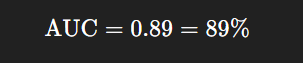 AUC = 0.89 = 89%